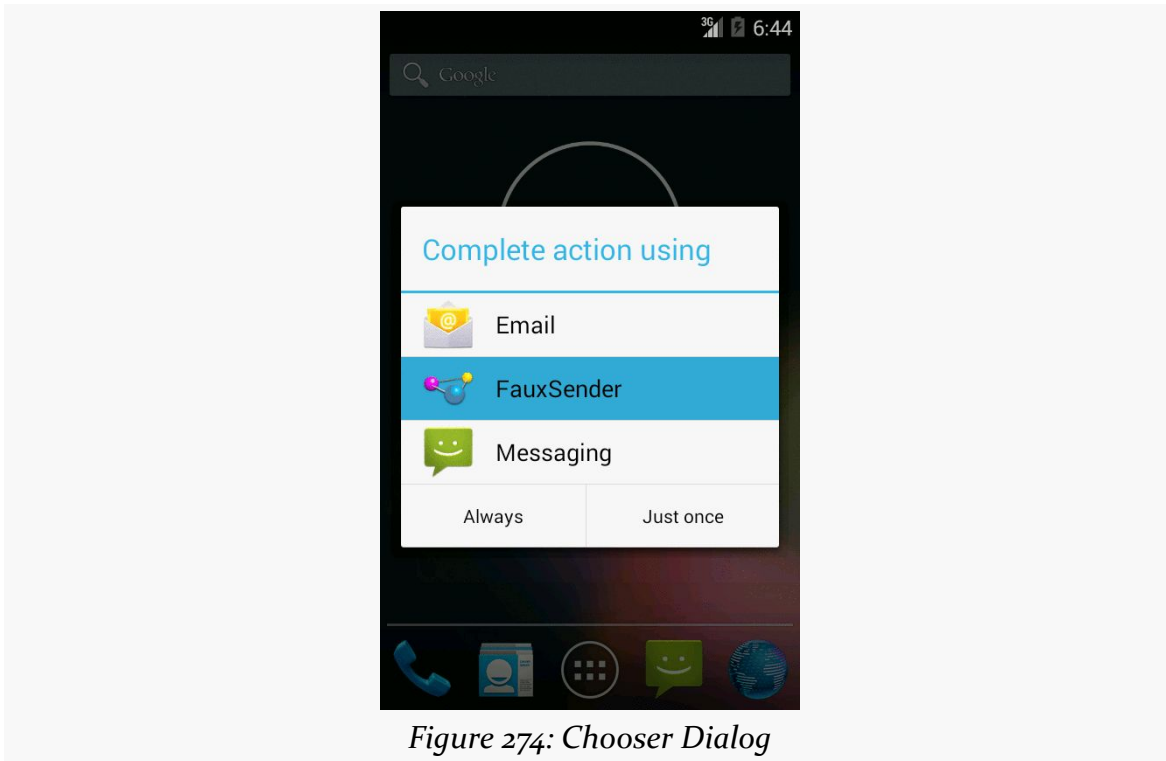 3G 6:44
Google
Complete action using
@ Email
FauxSender
Messaging
Always Just once
Figure 274: Chooser Dialog